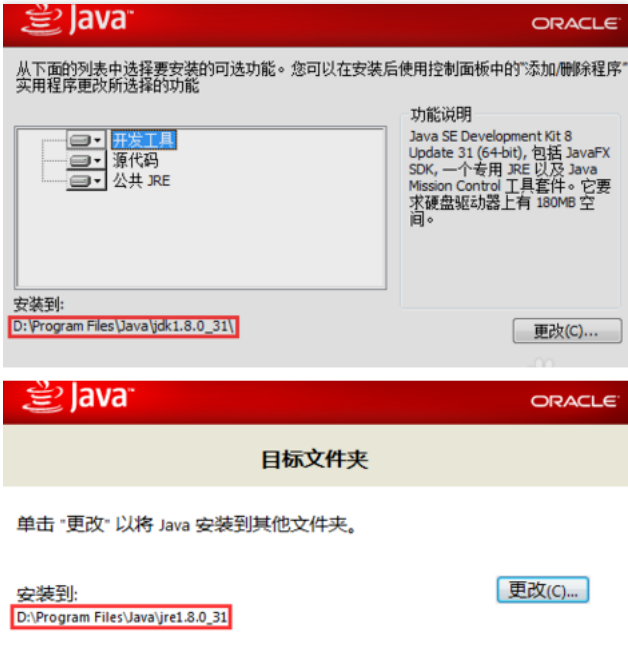 Java™
ORACLE®
从下面的列表中选择要安装的可选功能。您可以在安装后使用控制面板中的"添加/删除程序"
实用程序更改所选择的功能
功能说明
开发工具
源代码
公共 JRE
Java SE Development Kit 8
Update 31 (64-bit), 包括 JavaFX
SDK, 一个专用 JRE 以及 Java
Mission Control 工具套件。它要
求硬盘驱动器上有 180MB 空
间。
安装到:
D:\Program Files\Java\jdk1.8.0_31\
更改(C)...
Java™
ORACLE®
目标文件夹
单击 "更改" 以将 Java 安装到其他文件夹。
安装到:
更改(C)...
D:\Program Files\Java\jre1.8.0_31